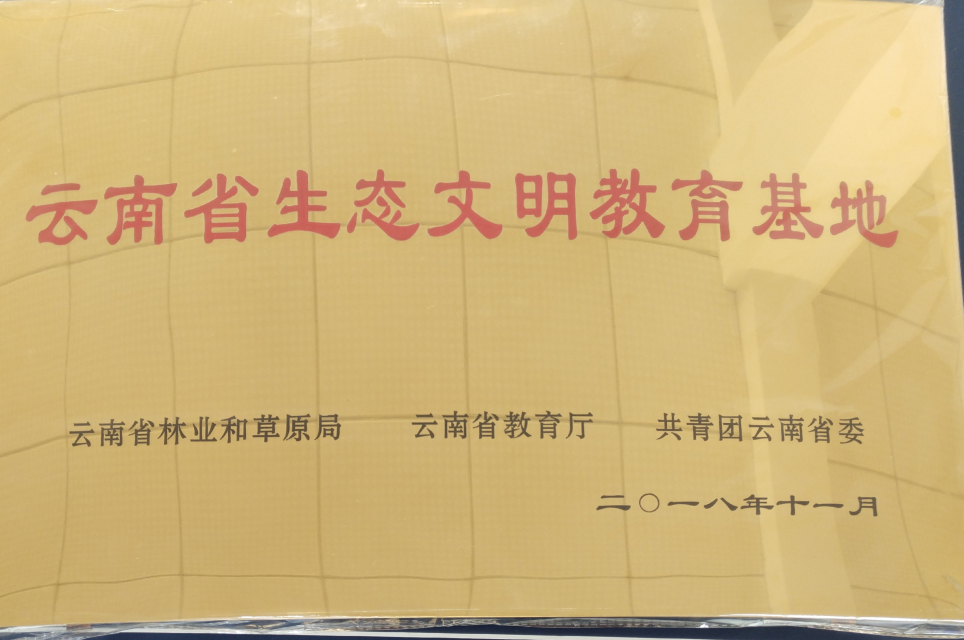 云南省生态文明教育基地
云南省林业和草原局 云南省教育厅 共青团云南省委
二〇一八年十一月